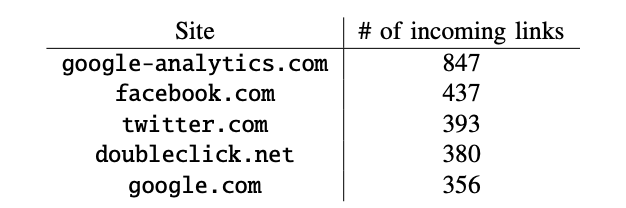 Site # of incoming links
google-analytics.com 847
facebook.com 437
twitter.com 393
doubleclick.net 380
google.com 356